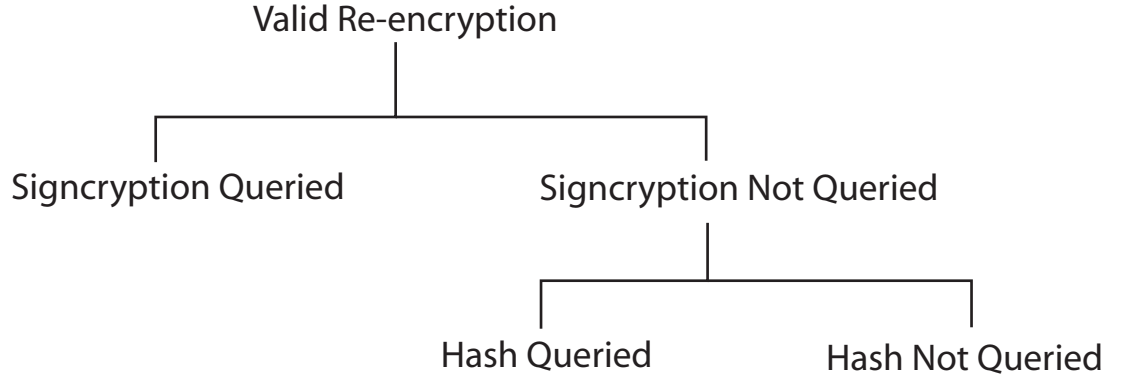 Valid Re-encryption
Signcryption Queried
Signcryption Not Queried
Hash Queried
Hash Not Queried